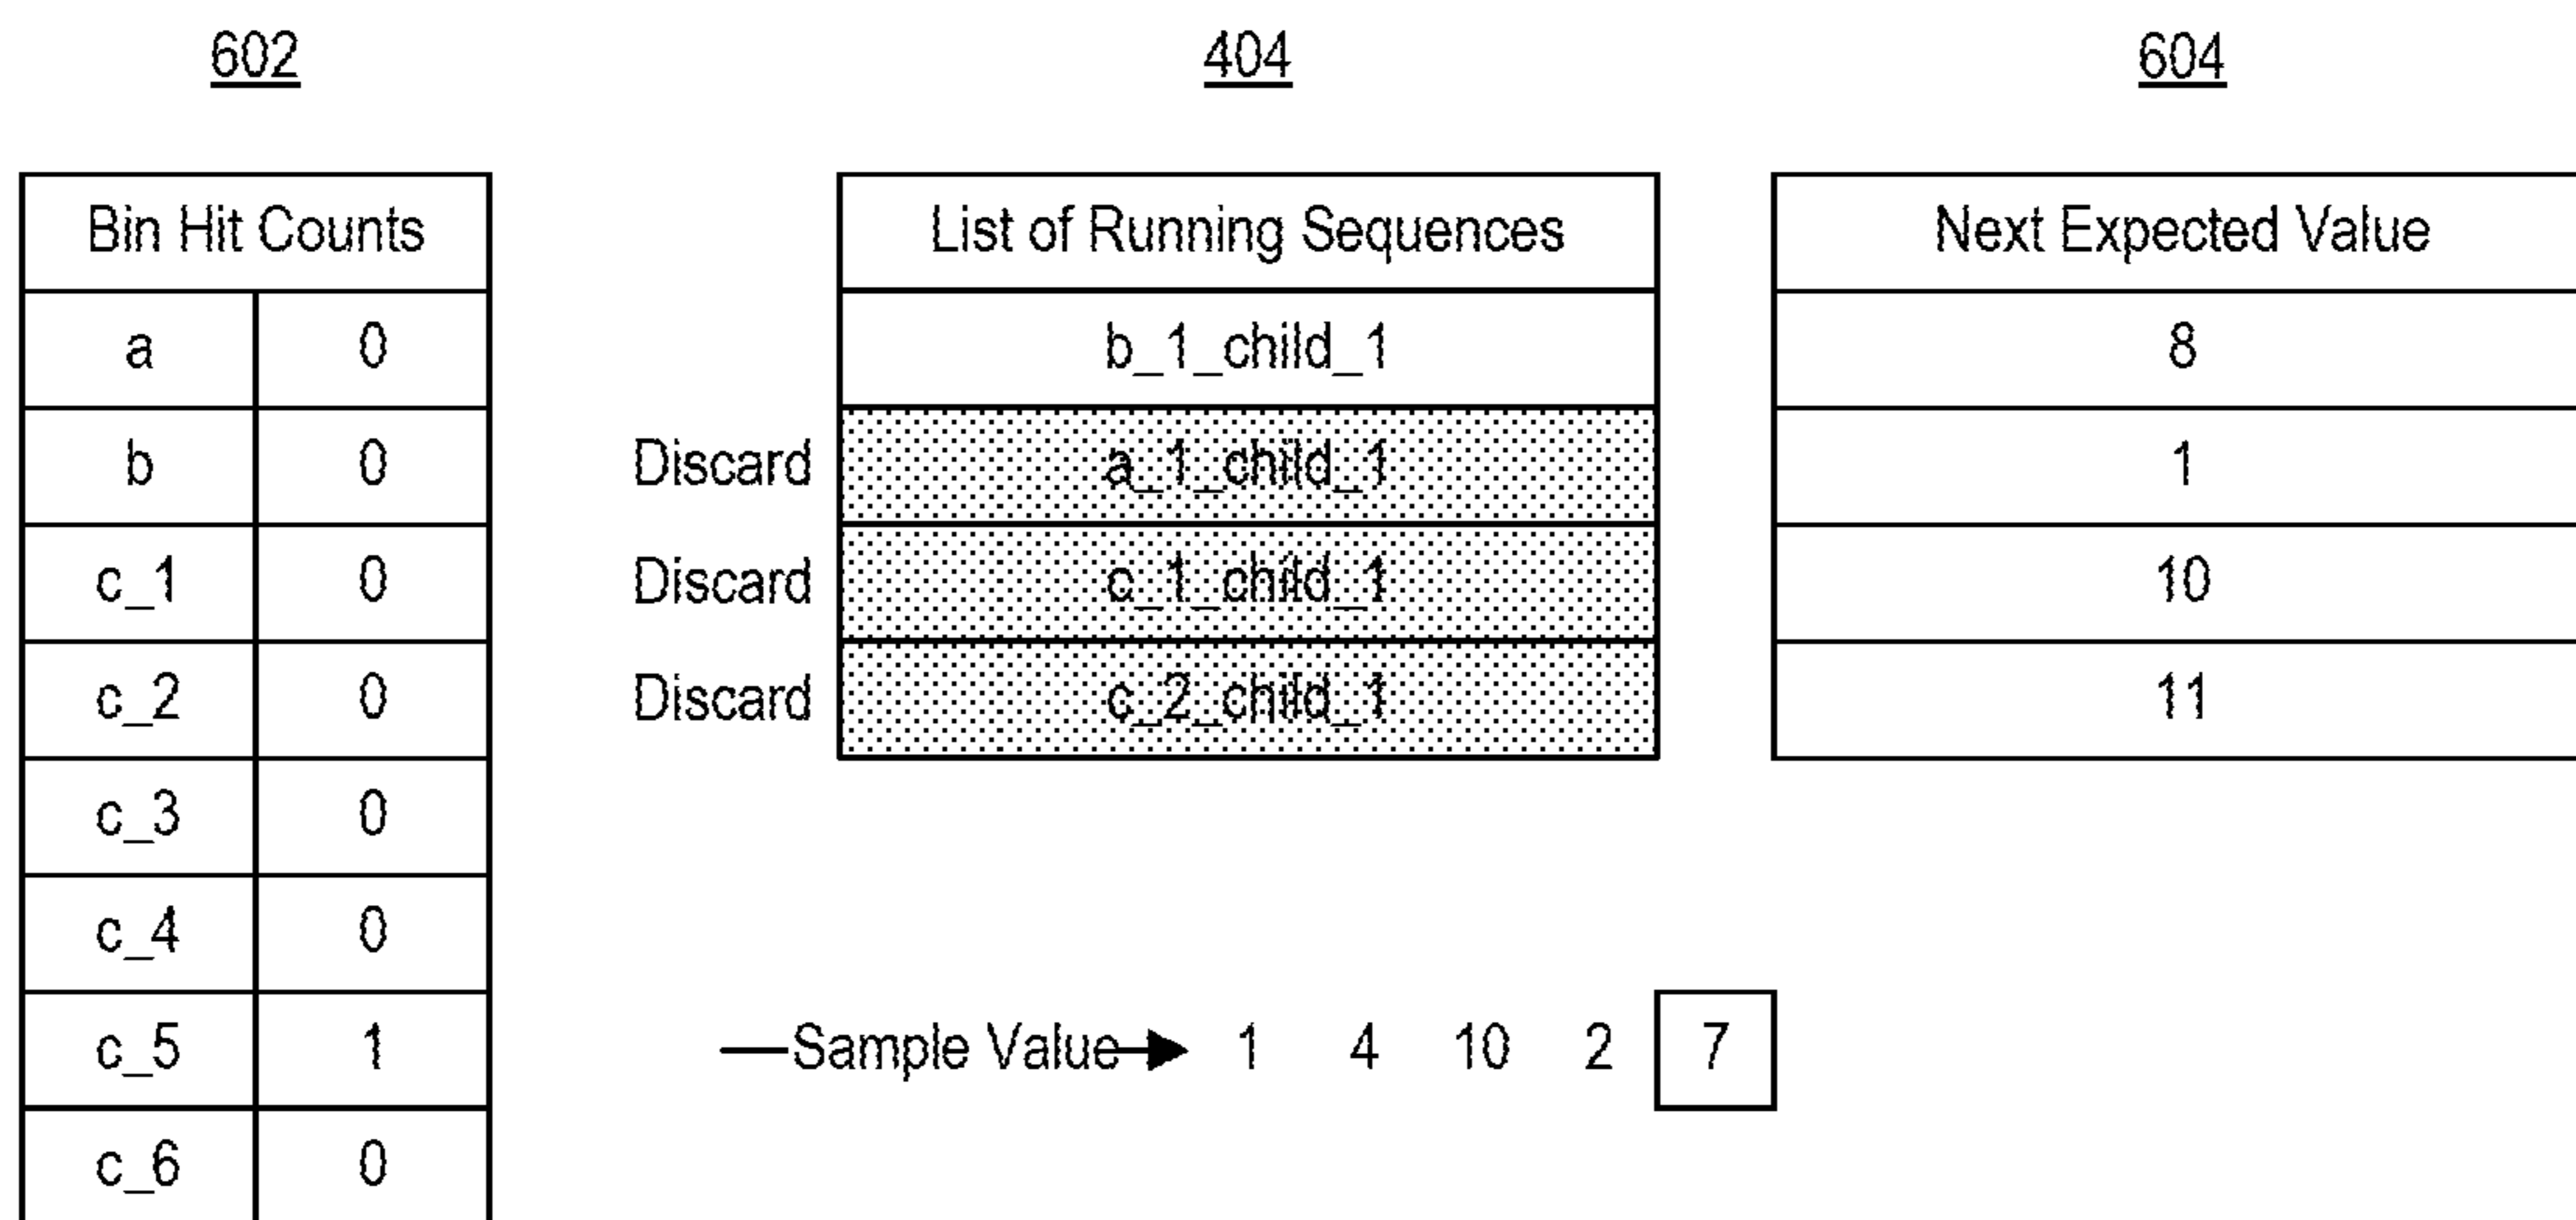 602 404 604
Bin Hit Counts List of Running Sequences Next Expected Value
a 0 b_1_child_1 8
b 0 Discard a_1_child_1 1
c_1 0 Discard c_1_child_1 10
c_2 0 Discard c_2_child_1 11
c_3 0
c_4 0
c_5 1 Sample Value 1 4 10 2 7
c_6 0